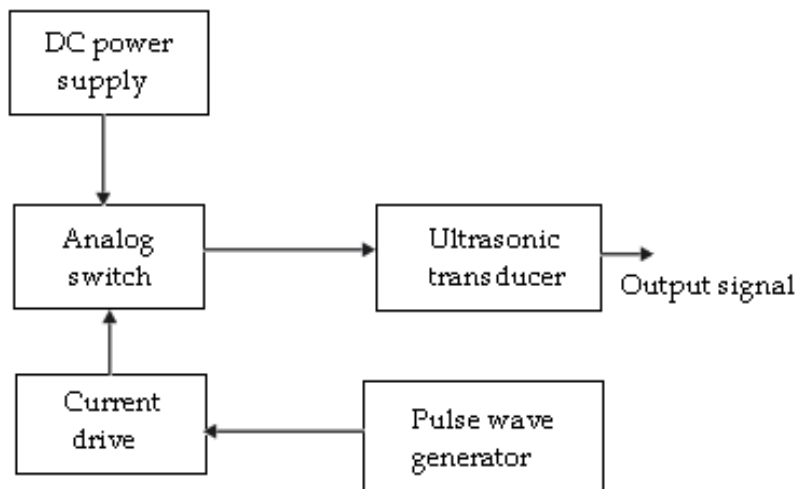 DC power
supply
Analog
switch
Ultrasonic
transducer
Output signal
Current
drive
Pulse wave
generator